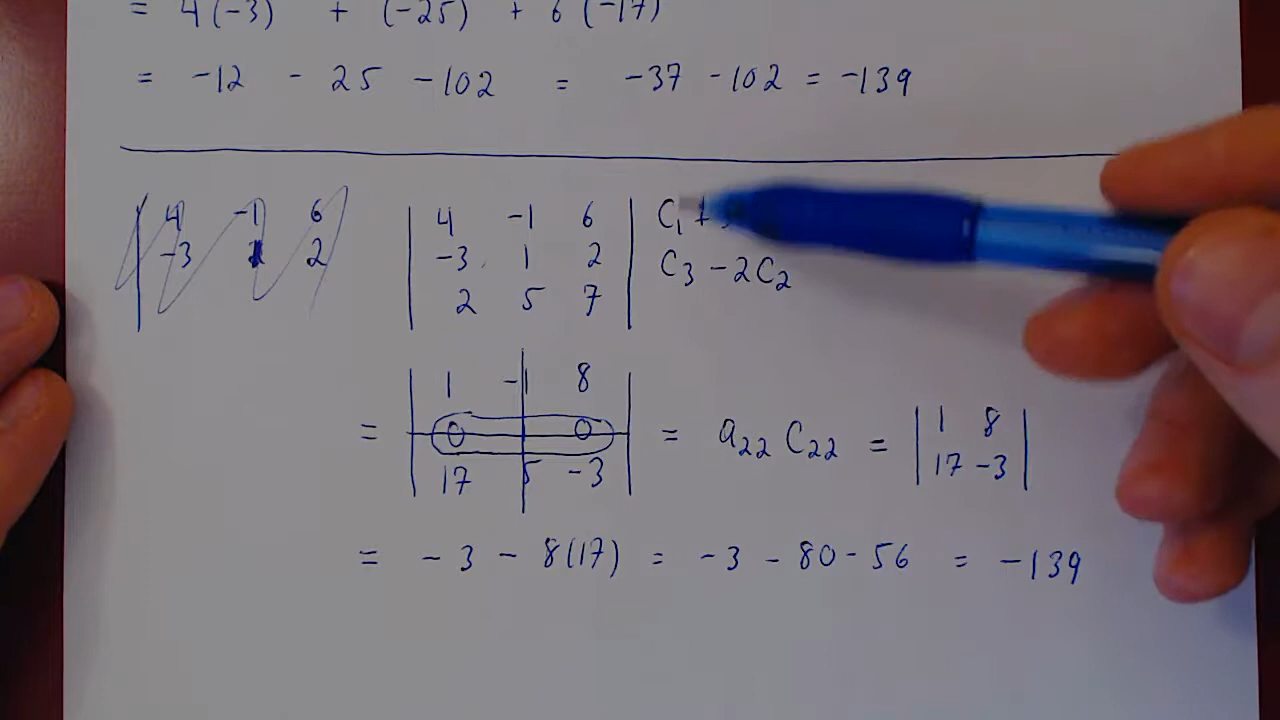 = 4(-3) + (-25) + 6(-17)
= -12 - 25 -102 = -37 -102 = -139
4 -1 6
-3 2
| 4 -1 6 | C₁ +
| -3 1 2 | C₃ - 2C₂
| 2 5 7 |
| 1 -1 8 |
= | 0 0 | = a₂₂ C₂₂ = | 1 8 |
| 17 5 -3 | | 17 -3 |
= -3 - 8(17) = -3 - 80 - 56 = -139